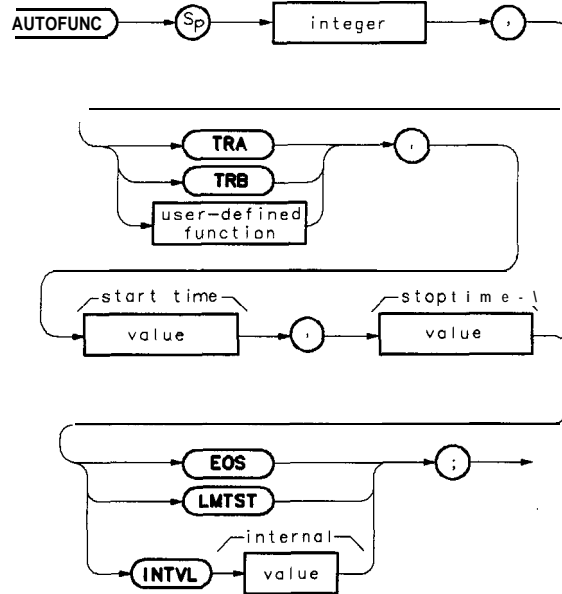 AUTOFUNC Sp integer ,
TRA ,
TRB
user-defined
function
start time stoptime-\
value , value
EOS ;
LMTST
internal
INTVL value